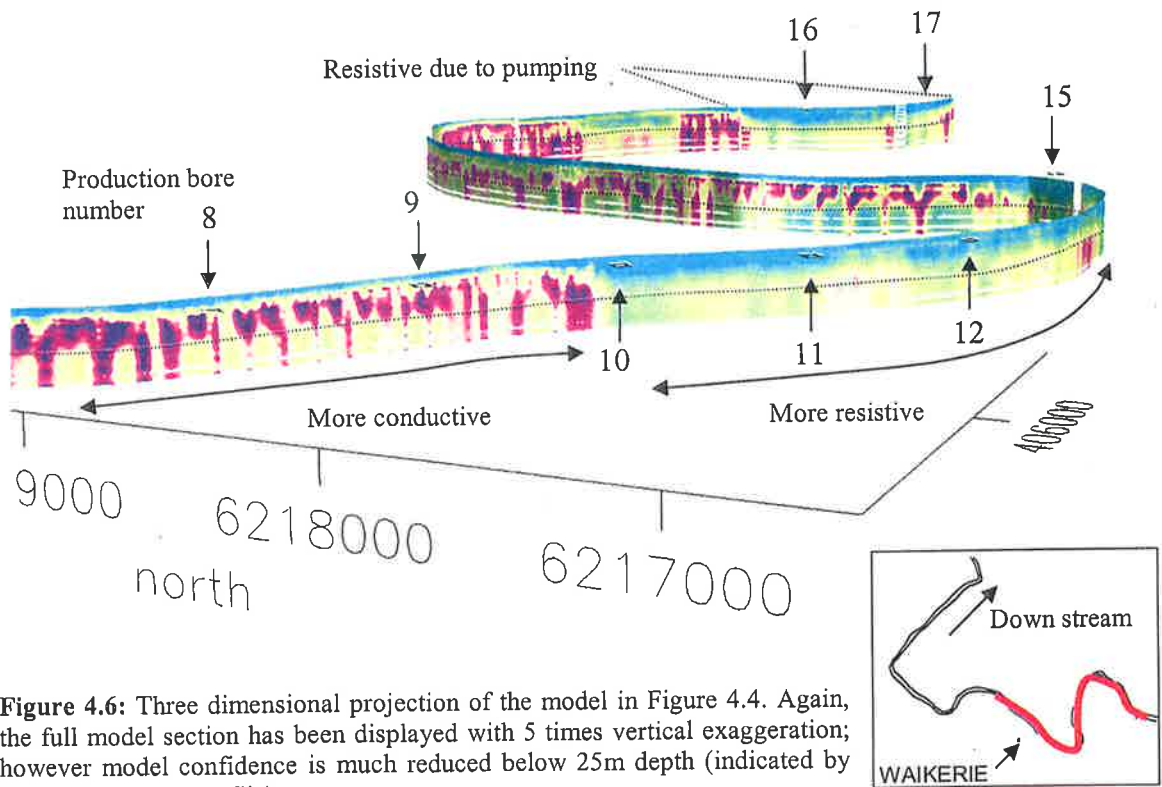 16
17
Resistive due to pumping
15
Production bore
number
8
9
10
11
12
More conductive
More resistive
406000
9000
6218000
6217000
north
Down stream
WAIKERIE
Figure 4.6: Three dimensional projection of the model in Figure 4.4. Again,
the full model section has been displayed with 5 times vertical exaggeration;
however model confidence is much reduced below 25m depth (indicated by